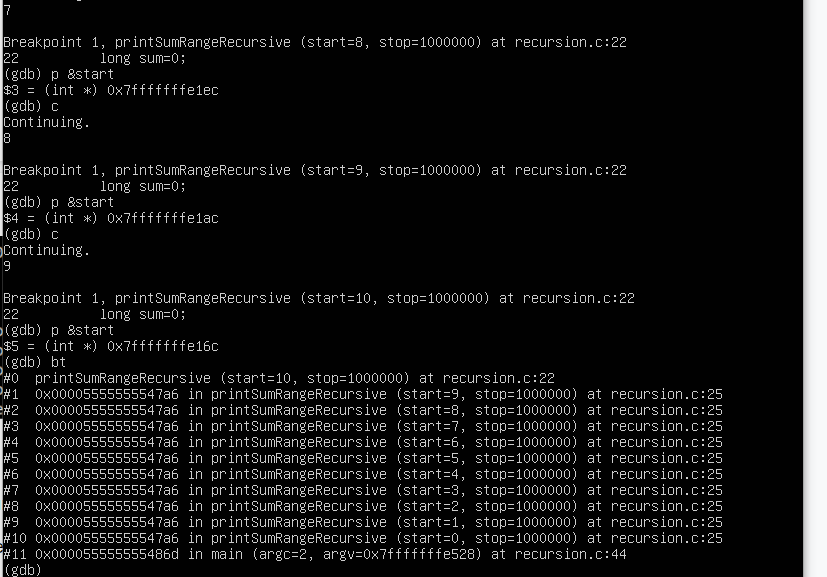 7
Breakpoint 1, printSumRangeRecursive (start=8, stop=1000000) at recursion.c:22
22          long sum=0;
(gdb) p &start
$3 = (int *) 0x7fffffffe1ec
(gdb) c
Continuing.
8
Breakpoint 1, printSumRangeRecursive (start=9, stop=1000000) at recursion.c:22
22          long sum=0;
(gdb) p &start
$4 = (int *) 0x7fffffffe1ac
(gdb) c
Continuing.
9
Breakpoint 1, printSumRangeRecursive (start=10, stop=1000000) at recursion.c:22
22          long sum=0;
(gdb) p &start
$5 = (int *) 0x7fffffffe16c
(gdb) bt
#0  printSumRangeRecursive (start=10, stop=1000000) at recursion.c:22
#1  0x00005555555547a6 in printSumRangeRecursive (start=9, stop=1000000) at recursion.c:25
#2  0x00005555555547a6 in printSumRangeRecursive (start=8, stop=1000000) at recursion.c:25
#3  0x00005555555547a6 in printSumRangeRecursive (start=7, stop=1000000) at recursion.c:25
#4  0x00005555555547a6 in printSumRangeRecursive (start=6, stop=1000000) at recursion.c:25
#5  0x00005555555547a6 in printSumRangeRecursive (start=5, stop=1000000) at recursion.c:25
#6  0x00005555555547a6 in printSumRangeRecursive (start=4, stop=1000000) at recursion.c:25
#7  0x00005555555547a6 in printSumRangeRecursive (start=3, stop=1000000) at recursion.c:25
#8  0x00005555555547a6 in printSumRangeRecursive (start=2, stop=1000000) at recursion.c:25
#9  0x00005555555547a6 in printSumRangeRecursive (start=1, stop=1000000) at recursion.c:25
#10 0x00005555555547a6 in printSumRangeRecursive (start=0, stop=1000000) at recursion.c:25
#11 0x000055555555486d in main (argc=2, argv=0x7fffffffe528) at recursion.c:44
(gdb)